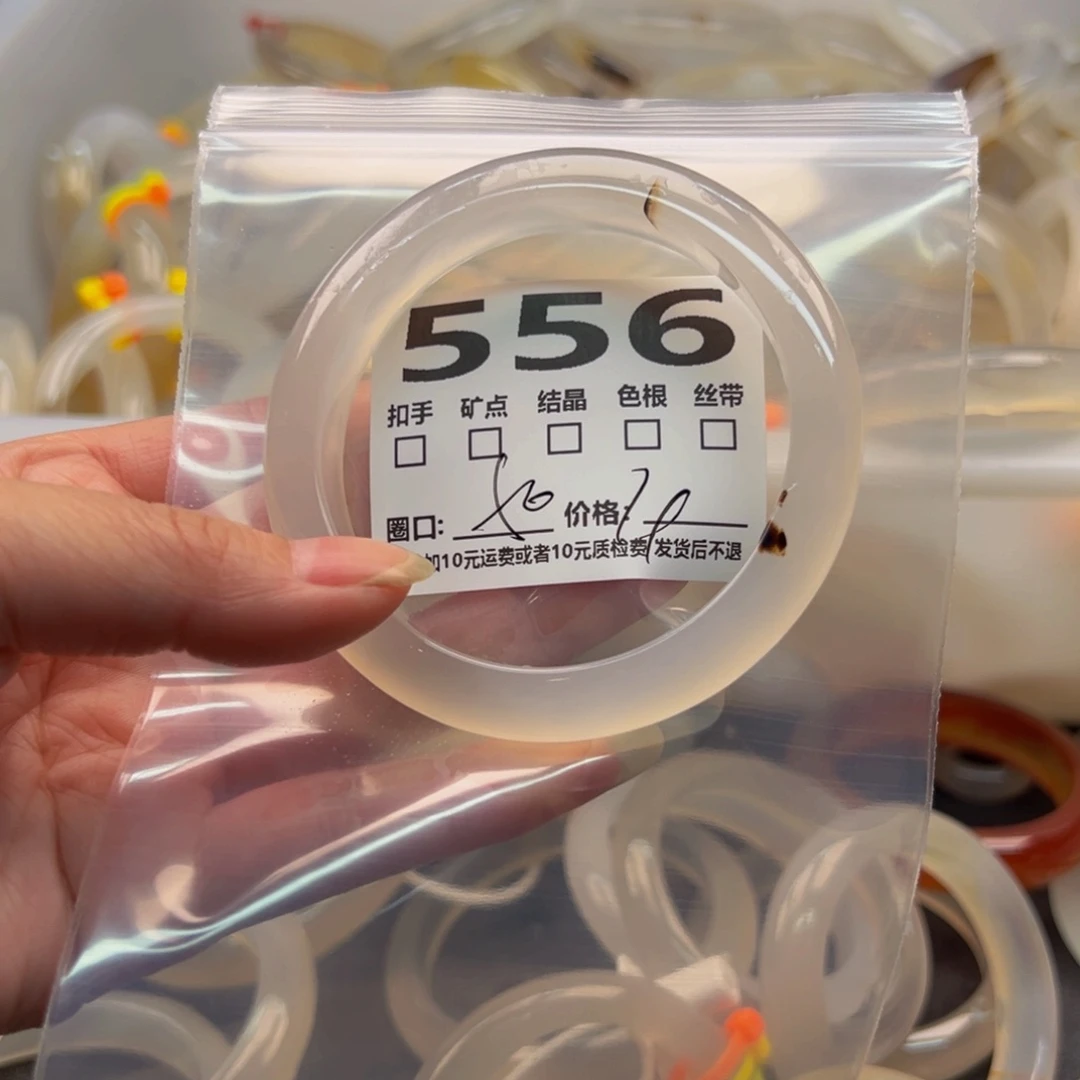 556
扣手 矿点 结晶 色根 丝带
圈口: 价格:
加10元运费或者10元质检费 发货后不退